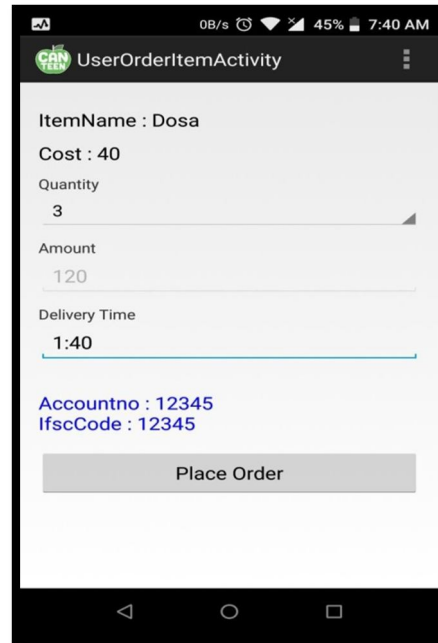 0B/s 45% 7:40 AM
CAN TEEN UserOrderItemActivity
ItemName : Dosa
Cost : 40
Quantity
3
Amount
120
Delivery Time
1:40
Accountno : 12345
IfscCode : 12345
Place Order